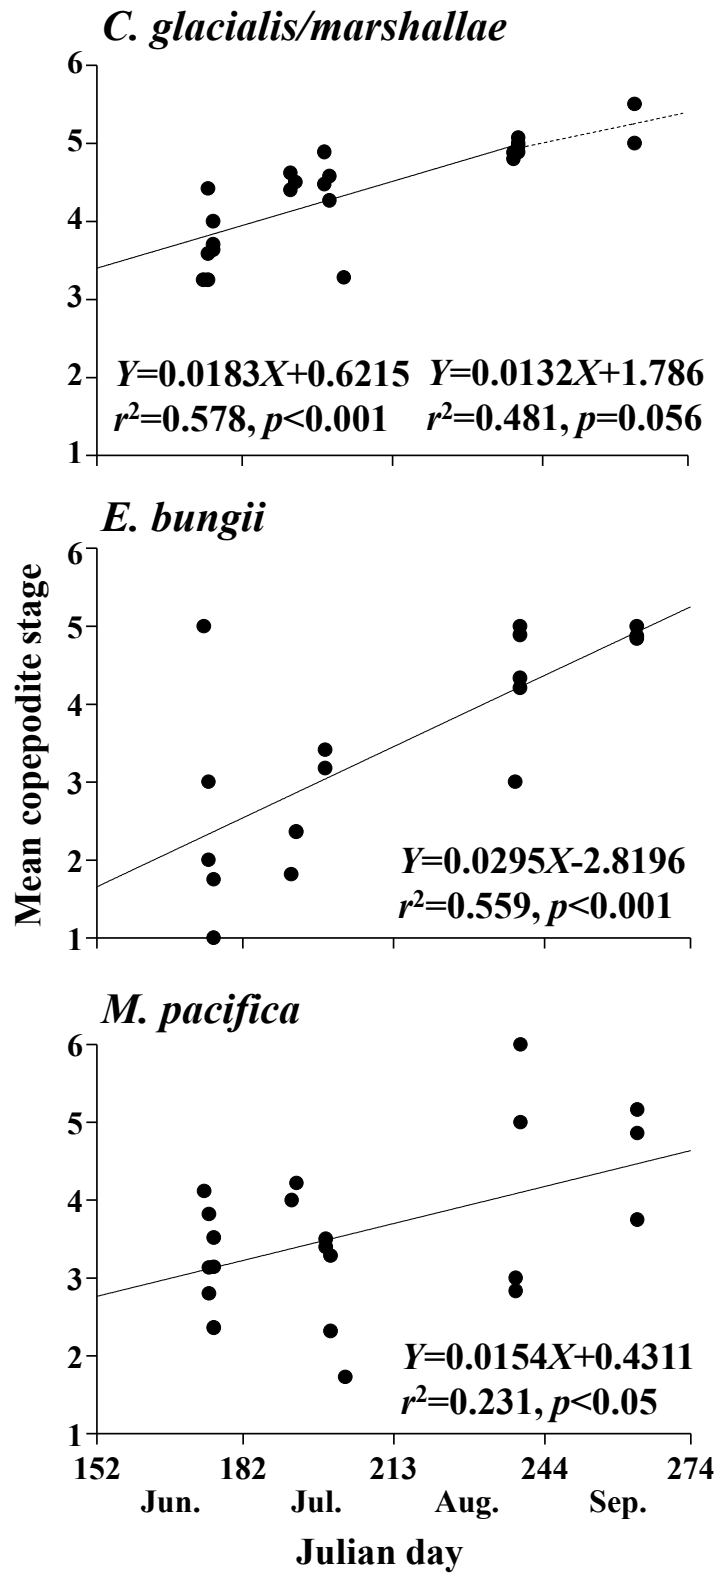 C. glacialis/marshallae
6
5
4
3
2
1
Y=0.0183X+0.6215 Y=0.0132X+1.786
r²=0.578, p<0.001 r²=0.481, p=0.056
E. bungii
6
5
4
3
2
1
Y=0.0295X-2.8196
r²=0.559, p<0.001
Mean copepodite stage
M. pacifica
6
5
4
3
2
1
Y=0.0154X+0.4311
r²=0.231, p<0.05
152 182 213 244 274
Jun. Jul. Aug. Sep.
Julian day